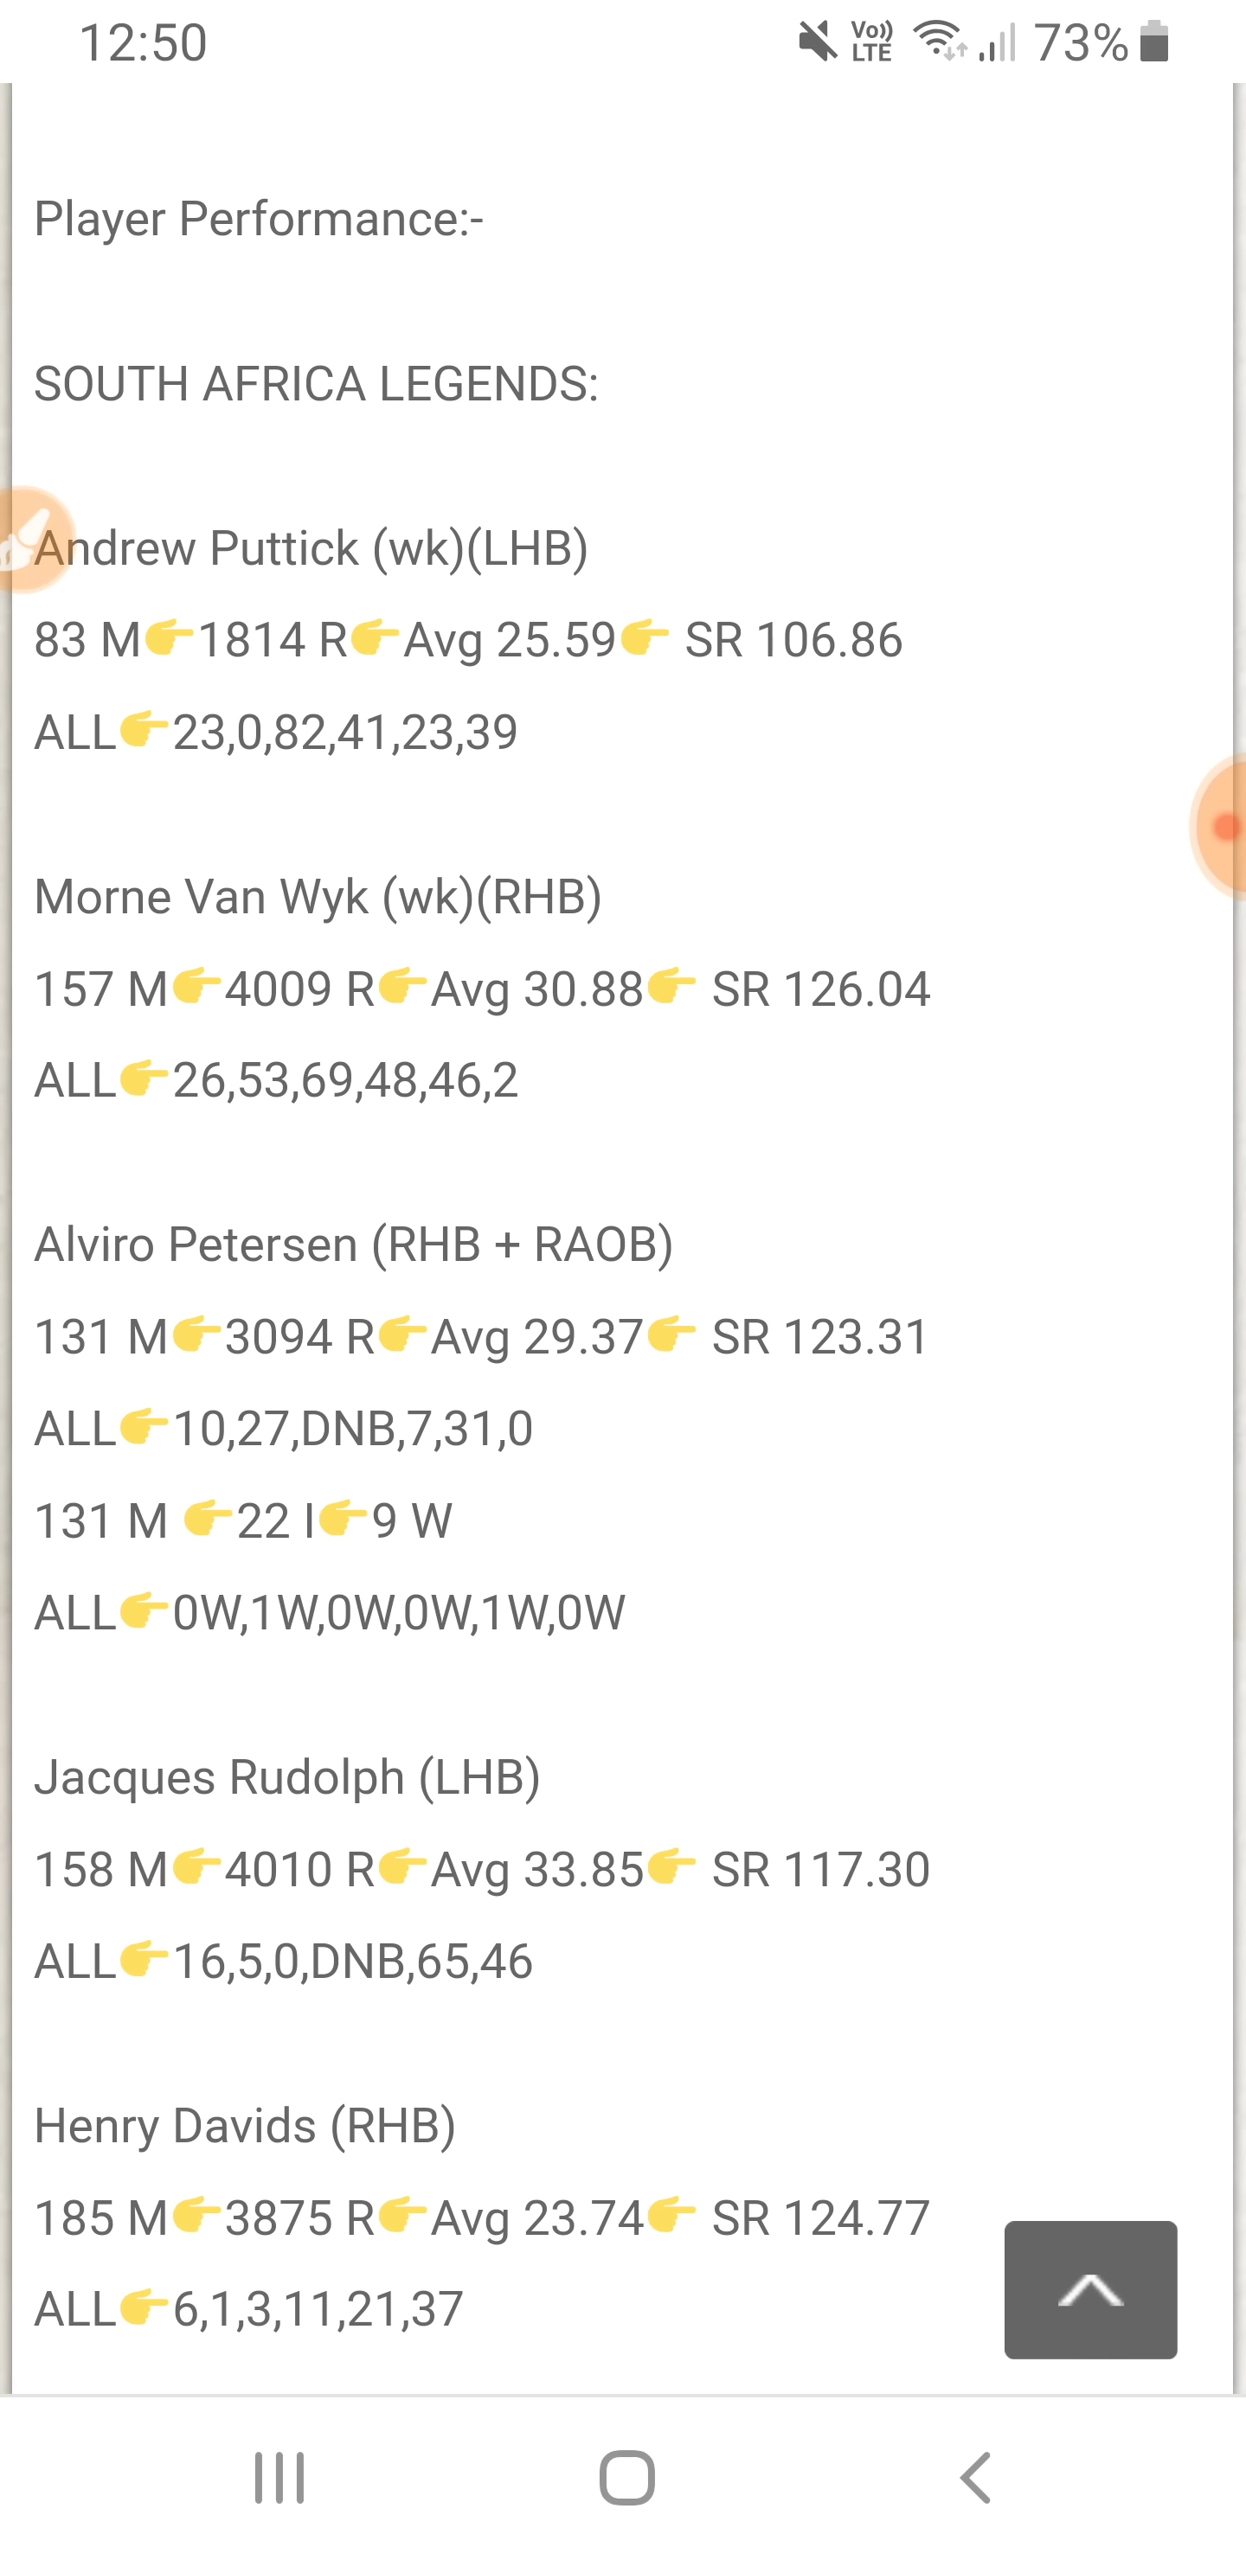 12:50
Vo)) LTE
73%
Player Performance:-
SOUTH AFRICA LEGENDS:
Andrew Puttick (wk)(LHB)
83 M👉1814 R👉Avg 25.59👉 SR 106.86
ALL👉23,0,82,41,23,39
Morne Van Wyk (wk)(RHB)
157 M👉4009 R👉Avg 30.88👉 SR 126.04
ALL👉26,53,69,48,46,2
Alviro Petersen (RHB + RAOB)
131 M👉3094 R👉Avg 29.37👉 SR 123.31
ALL👉10,27,DNB,7,31,0
131 M 👉22 I👉9 W
ALL👉0W,1W,0W,0W,1W,0W
Jacques Rudolph (LHB)
158 M👉4010 R👉Avg 33.85👉 SR 117.30
ALL👉16,5,0,DNB,65,46
Henry Davids (RHB)
185 M👉3875 R👉Avg 23.74👉 SR 124.77
ALL👉6,1,3,11,21,37